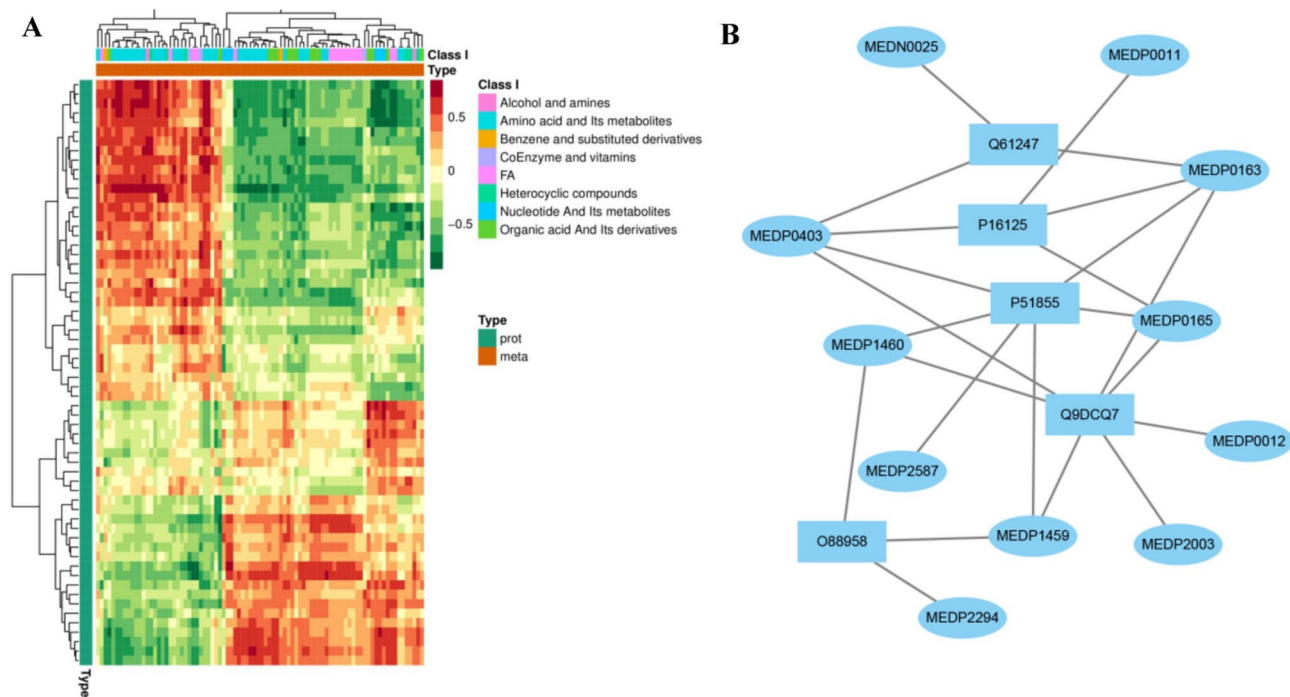 A
Class I
Type
0.5
0
−0.5
Class I
Alcohol and amines
Amino acid and Its metabolites
Benzene and substituted derivatives
CoEnzyme and vitamins
FA
Heterocyclic compounds
Nucleotide And Its metabolites
Organic acid And Its derivatives
Type
prot
meta
Type
B
MEDN0025
MEDP0011
Q61247
MEDP0163
P16125
MEDP0403
P51855
MEDP0165
MEDP1460
Q9DCQ7
MEDP0012
MEDP2587
O88958
MEDP1459
MEDP2003
MEDP2294